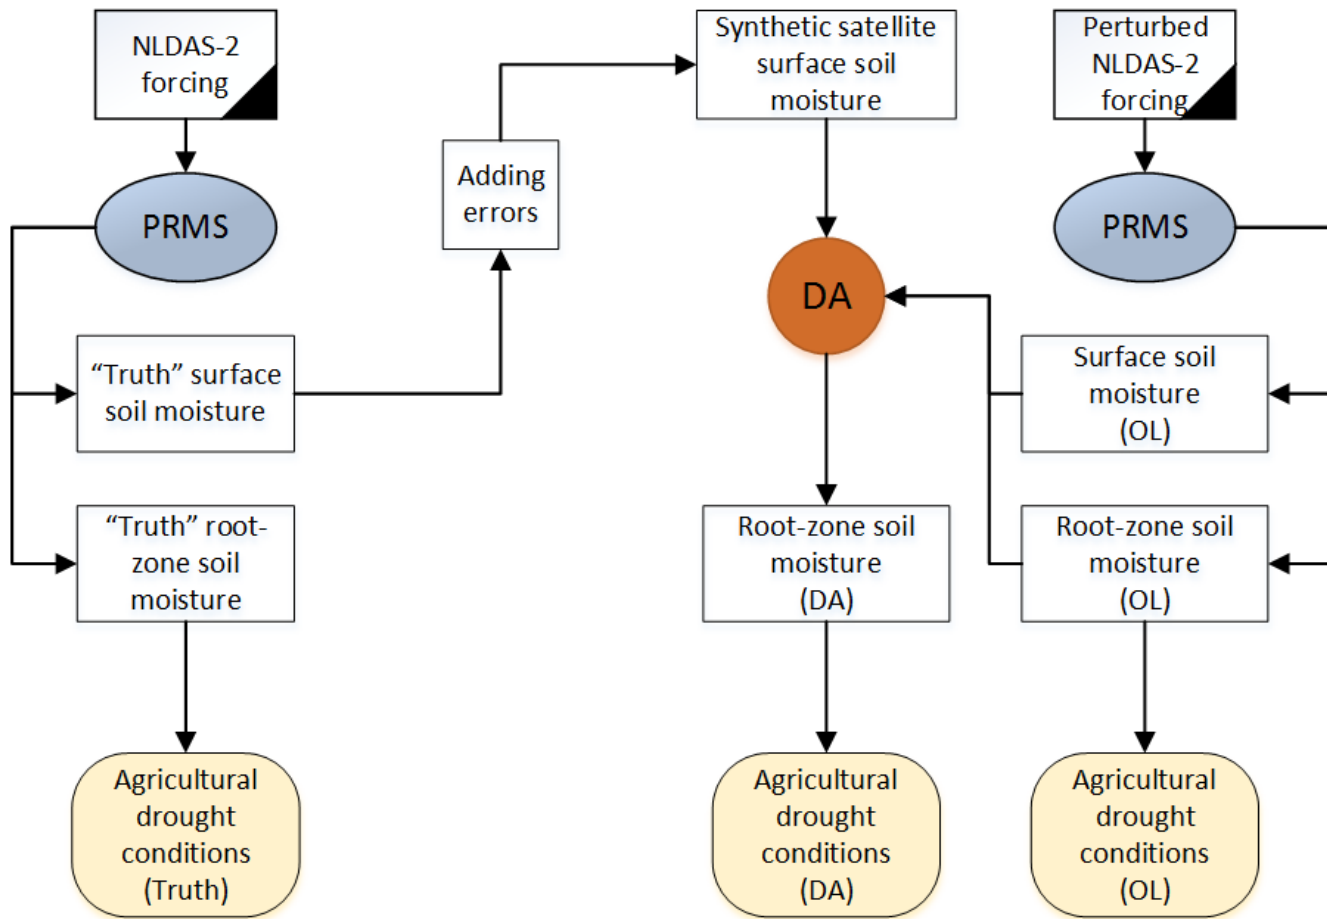 NLDAS-2
forcing
PRMS
“Truth” surface
soil moisture
“Truth” root-
zone soil
moisture
Agricultural
drought
conditions
(Truth)
Adding
errors
Synthetic satellite
surface soil
moisture
DA
Root-zone soil
moisture
(DA)
Agricultural
drought
conditions
(DA)
Perturbed
NLDAS-2
forcing
PRMS
Surface soil
moisture
(OL)
Root-zone soil
moisture
(OL)
Agricultural
drought
conditions
(OL)